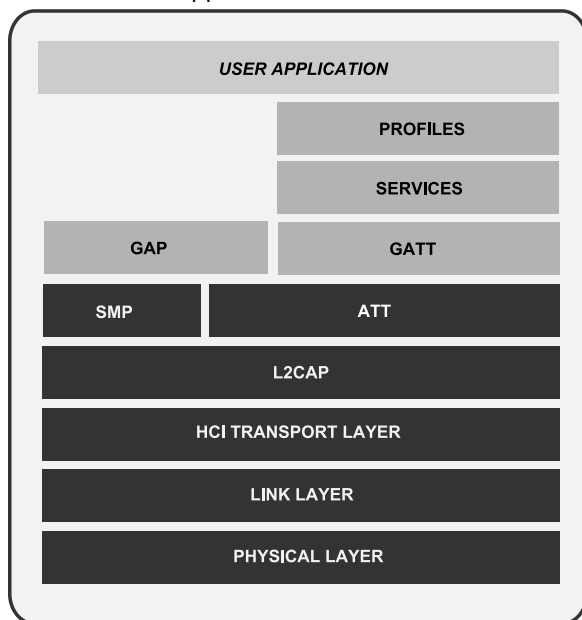 USER APPLICATION
PROFILES
SERVICES
GAP
GATT
SMP
ATT
L2CAP
HCI TRANSPORT LAYER
LINK LAYER
PHYSICAL LAYER